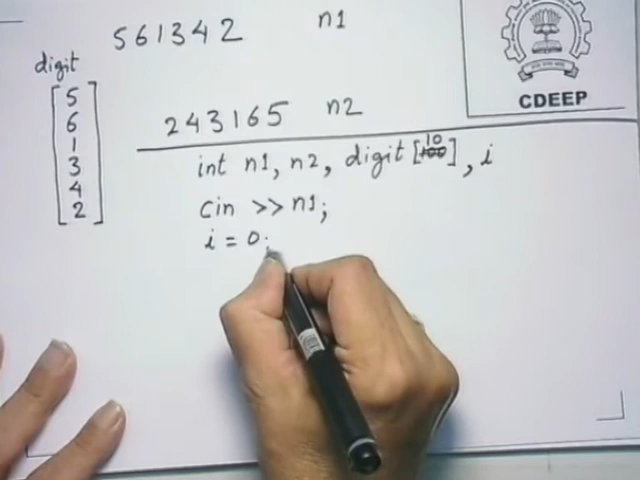 561342 n1
digit
5
6
1
3
4
2
243165 n2
CDEEP
int n1, n2, digit [10], i
cin >> n1;
i = 0;